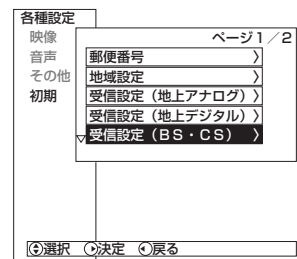 各種設定
映像
音声
その他
初期
ページ1／2
郵便番号 〉
地域設定 〉
受信設定（地上アナログ）〉
受信設定（地上デジタル）〉
▽受信設定（BS・CS）〉
選択 決定 戻る